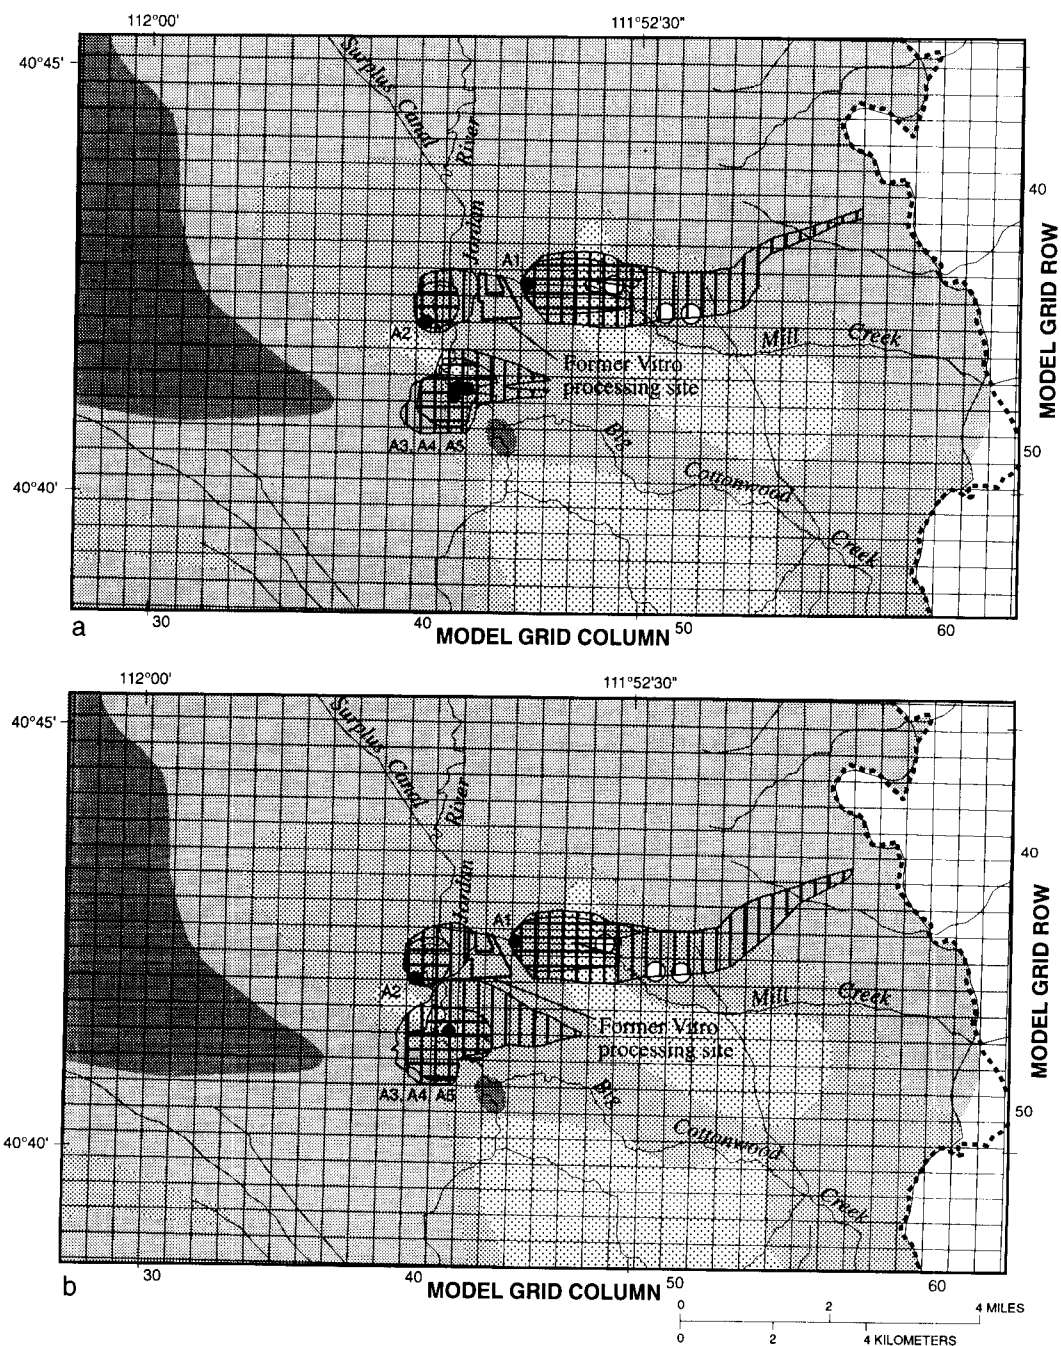 112°00'
111°52'30"
40°45'
Surplus Canal
River
Jordan
40
A1
A2
Mill Creek
Former Vitro
processing site
MODEL GRID ROW
A3, A4, A5
Big
Cottonwood
Creek
50
40°40'
30
40
50
60
a
MODEL GRID COLUMN
112°00'
111°52'30"
40°45'
Surplus Canal
River
40
Jordan
A1
A2
Mill Creek
Former Vitro
processing site
MODEL GRID ROW
A3, A4, A5
Big
Cottonwood
Creek
50
40°40'
30
40
50
60
b
MODEL GRID COLUMN
0 2 4 MILES
0 2 4 KILOMETERS